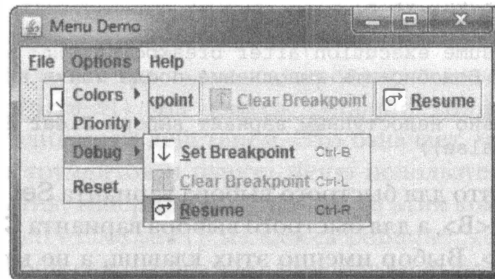 Menu Demo
File Options Help
Colors kpoint Clear Breakpoint Resume
Priority
Debug Set Breakpoint Ctrl-B
Clear Breakpoint Ctrl-L
Reset Resume Ctrl-R